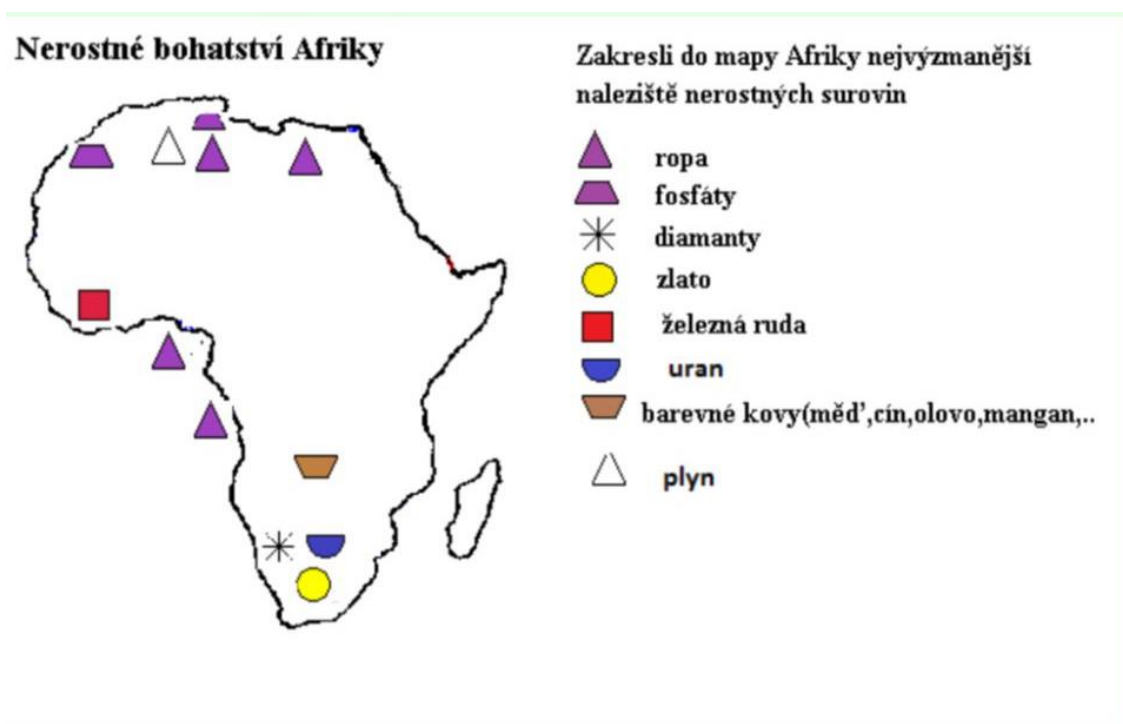 Nerostné bohatství Afriky
Zakresli do mapy Afriky nejvýzmanější
naleziště nerostných surovin
ropa
fosfáty
diamanty
zlato
železná ruda
uran
barevné kovy(měď,cín,olovo,mangan,..
plyn